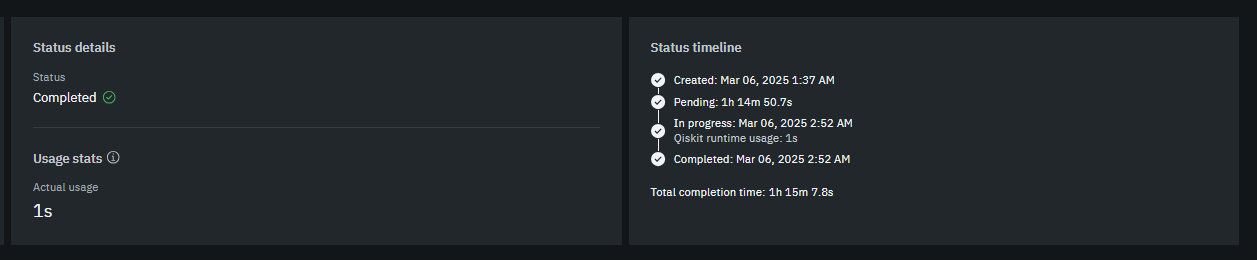 Status details
Status
Completed
Usage stats
Actual usage
1s
Status timeline
Created: Mar 06, 2025 1:37 AM
Pending: 1h 14m 50.7s
In progress: Mar 06, 2025 2:52 AM
Qiskit runtime usage: 1s
Completed: Mar 06, 2025 2:52 AM
Total completion time: 1h 15m 7.8s